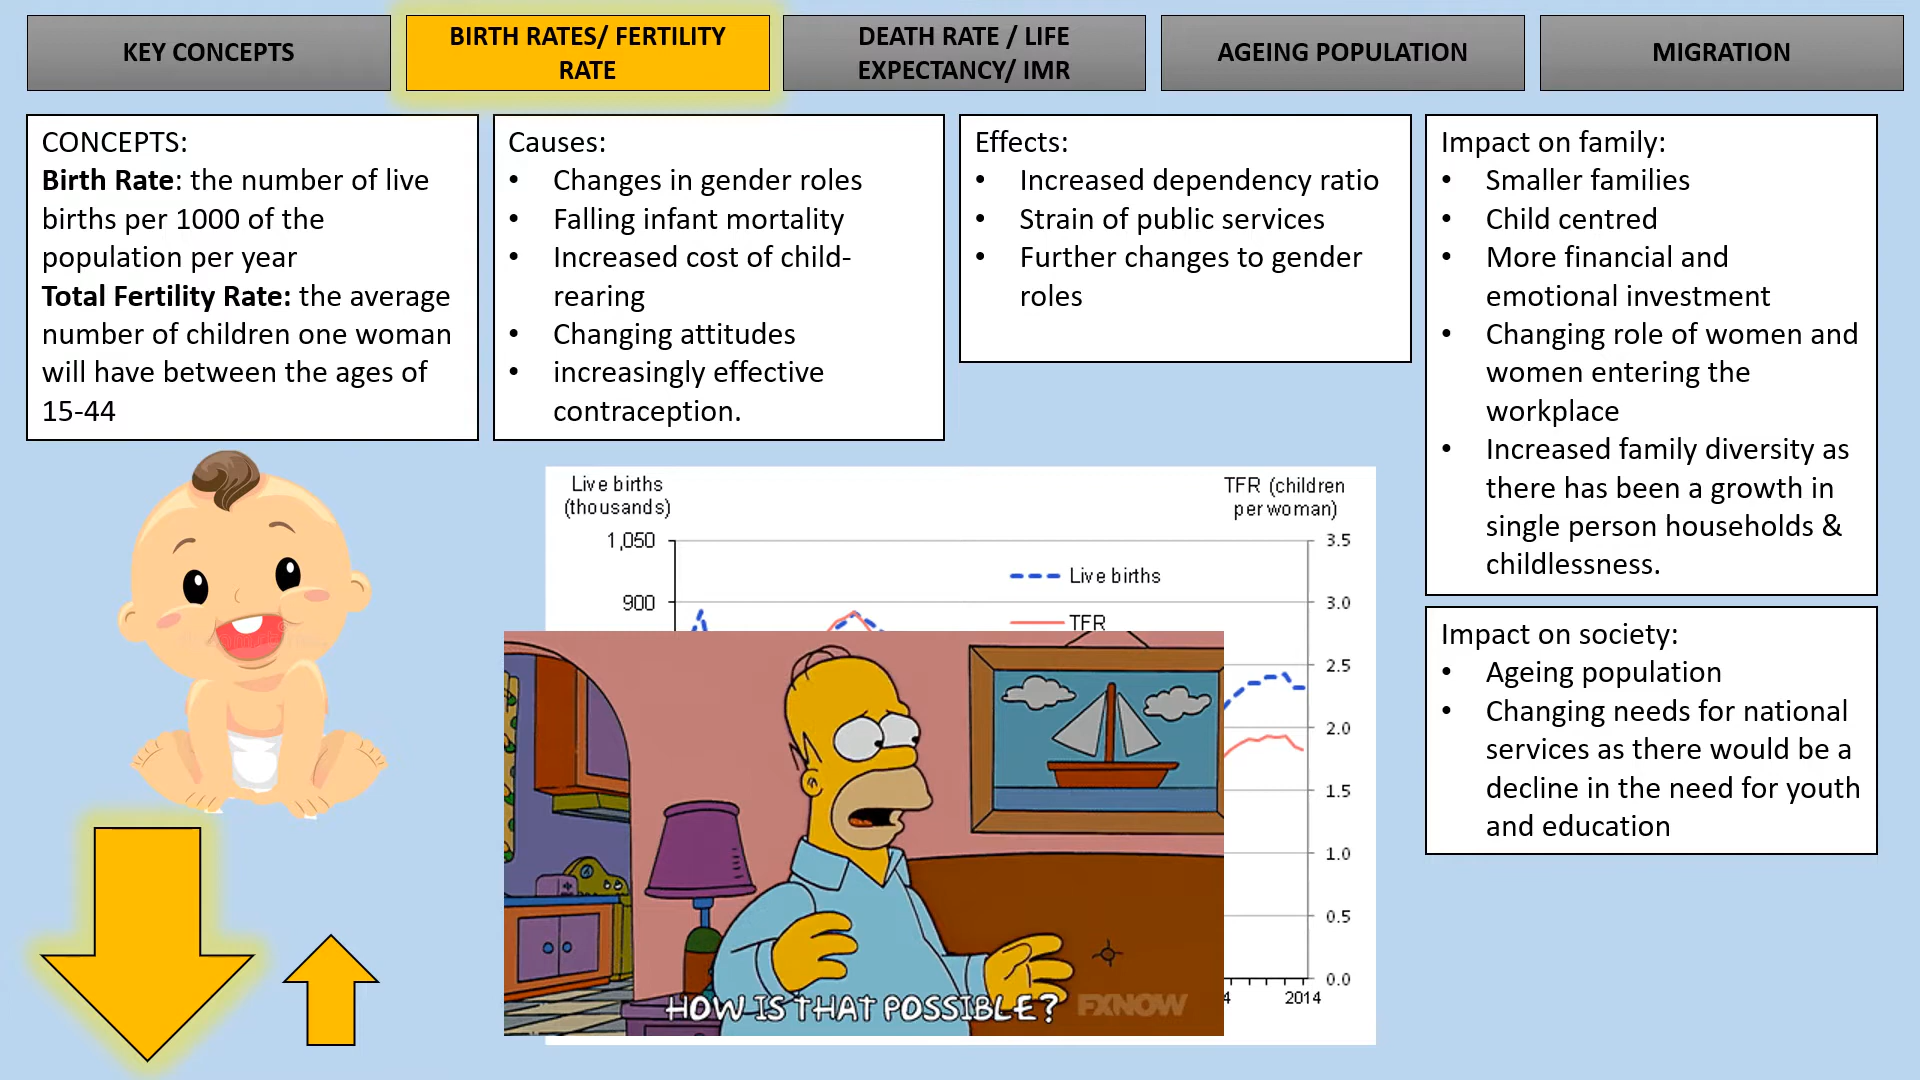 KEY CONCEPTS
BIRTH RATES/ FERTILITY
RATE
DEATH RATE / LIFE
EXPECTANCY/ IMR
AGEING POPULATION
MIGRATION
CONCEPTS:
Birth Rate: the number of live
births per 1000 of the
population per year
Total Fertility Rate: the average
number of children one woman
will have between the ages of
15-44
Causes:
• Changes in gender roles
• Falling infant mortality
• Increased cost of child-
rearing
• Changing attitudes
• increasingly effective
contraception.
Effects:
• Increased dependency ratio
• Strain of public services
• Further changes to gender
roles
Impact on family:
• Smaller families
• Child centred
• More financial and
emotional investment
• Changing role of women and
women entering the
workplace
• Increased family diversity as
there has been a growth in
single person households &
childlessness.
Impact on society:
• Ageing population
• Changing needs for national
services as there would be a
decline in the need for youth
and education
Live births
(thousands)
TFR (children
per woman)
1,050
900
Live births
TFR
3.5
3.0
2.5
2.0
1.5
1.0
0.5
0.0
4
2014
HOW IS THAT POSSIBLE?
FXNOW